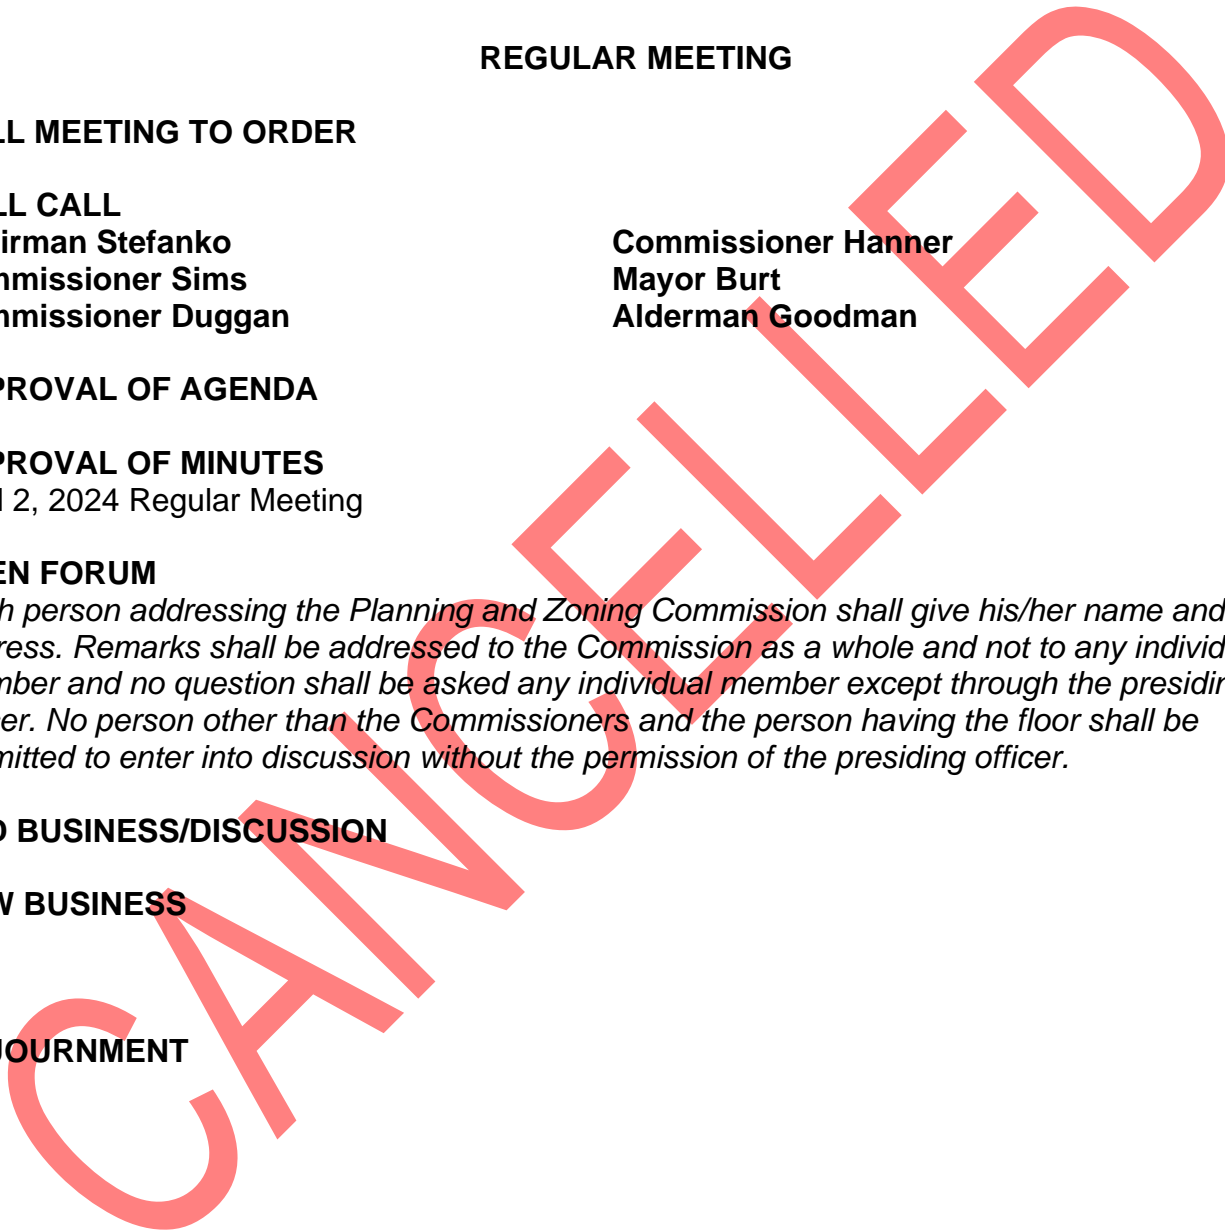 REGULAR MEETING
LL MEETING TO ORDER
LL CALL
irman Stefanko Commissioner Hanner
mmissioner Sims Mayor Burt
mmissioner Duggan Alderman Goodman
PROVAL OF AGENDA
PROVAL OF MINUTES
l 2, 2024 Regular Meeting
EN FORUM
h person addressing the Planning and Zoning Commission shall give his/her name and
ress. Remarks shall be addressed to the Commission as a whole and not to any individ
mber and no question shall be asked any individual member except through the presidin
cer. No person other than the Commissioners and the person having the floor shall be
mitted to enter into discussion without the permission of the presiding officer.
D BUSINESS/DISCUSSION
W BUSINESS
JOURNMENT
CANCELLED